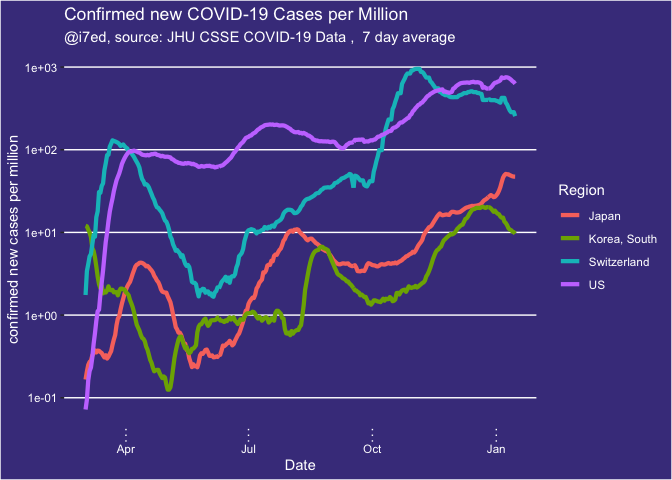 Confirmed new COVID-19 Cases per Million
@i7ed, source: JHU CSSE COVID-19 Data ,  7 day average
confirmed new cases per million
1e+03
1e+02
1e+01
1e+00
1e-01
Apr
Jul
Oct
Jan
Date
Region
Japan
Korea, South
Switzerland
US